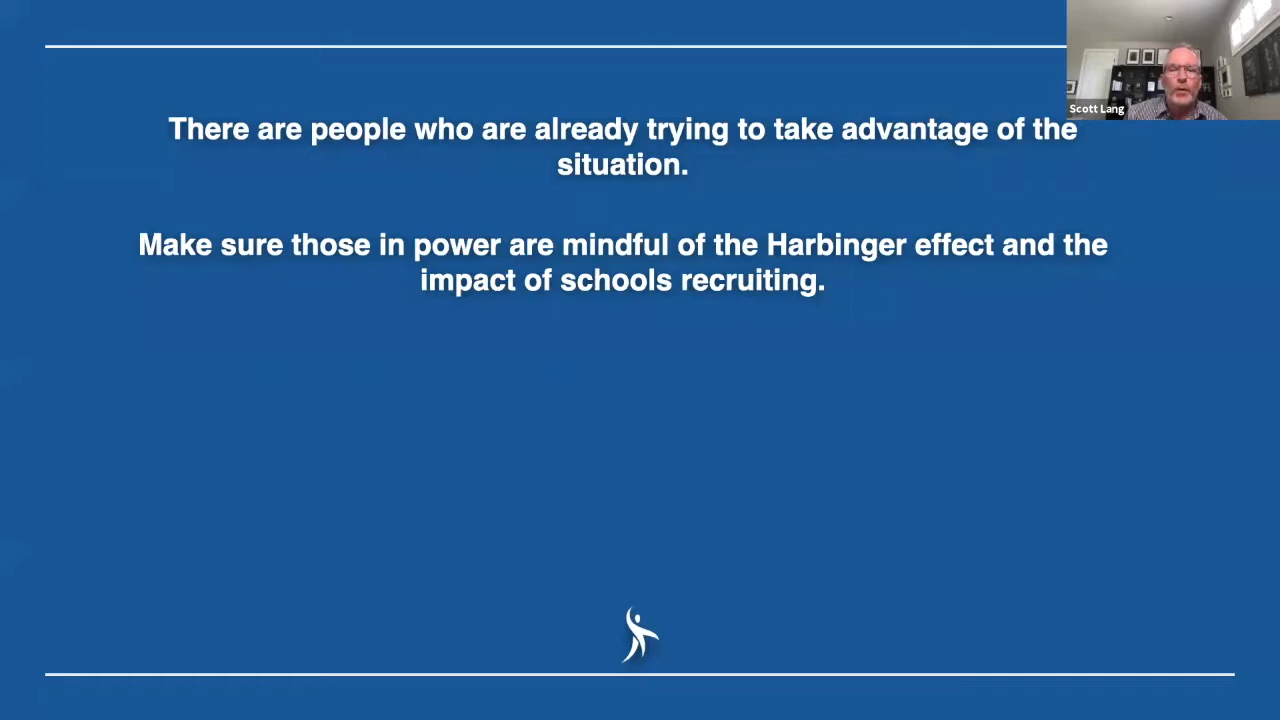 There are people who are already trying to take advantage of the
situation.
Make sure those in power are mindful of the Harbinger effect and the
impact of schools recruiting.
Scott Lang